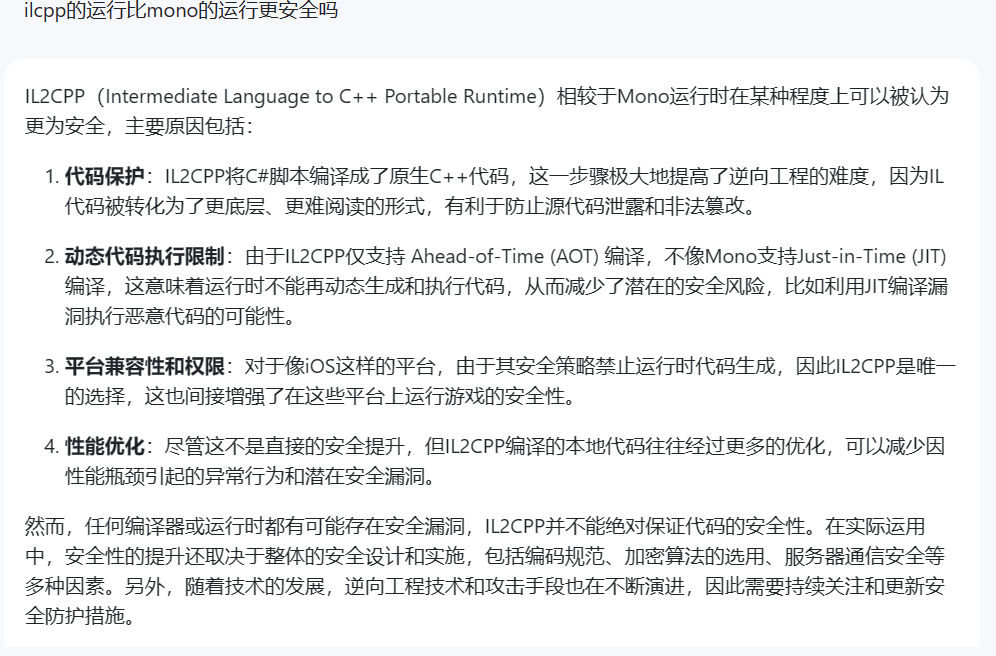 ilcpp的运行比mono的运行更安全吗
IL2CPP（Intermediate Language to C++ Portable Runtime）相较于Mono运行时在某种程度上可以被认为
更为安全，主要原因包括：
1. 代码保护：IL2CPP将C#脚本编译成了原生C++代码，这一步骤极大地提高了逆向工程的难度，因为IL
代码被转化为了更底层、更难阅读的形式，有利于防止源代码泄露和非法篡改。
2. 动态代码执行限制：由于IL2CPP仅支持 Ahead-of-Time (AOT) 编译，不像Mono支持Just-in-Time (JIT)
编译，这意味着运行时不能再动态生成和执行代码，从而减少了潜在的安全风险，比如利用JIT编译漏
洞执行恶意代码的可能性。
3. 平台兼容性和权限：对于像iOS这样的平台，由于其安全策略禁止运行时代码生成，因此IL2CPP是唯一
的选择，这也间接增强了在这些平台上运行游戏的安全性。
4. 性能优化：尽管这不是直接的安全提升，但IL2CPP编译的本地代码往往经过更多的优化，可以减少因
性能瓶颈引起的异常行为和潜在安全漏洞。
然而，任何编译器或运行时都有可能存在安全漏洞，IL2CPP并不能绝对保证代码的安全性。在实际运用
中，安全性的提升还取决于整体的安全设计和实施，包括编码规范、加密算法的选用、服务器通信安全等
多种因素。另外，随着技术的发展，逆向工程技术和攻击手段也在不断演进，因此需要持续关注和更新安
全防护措施。